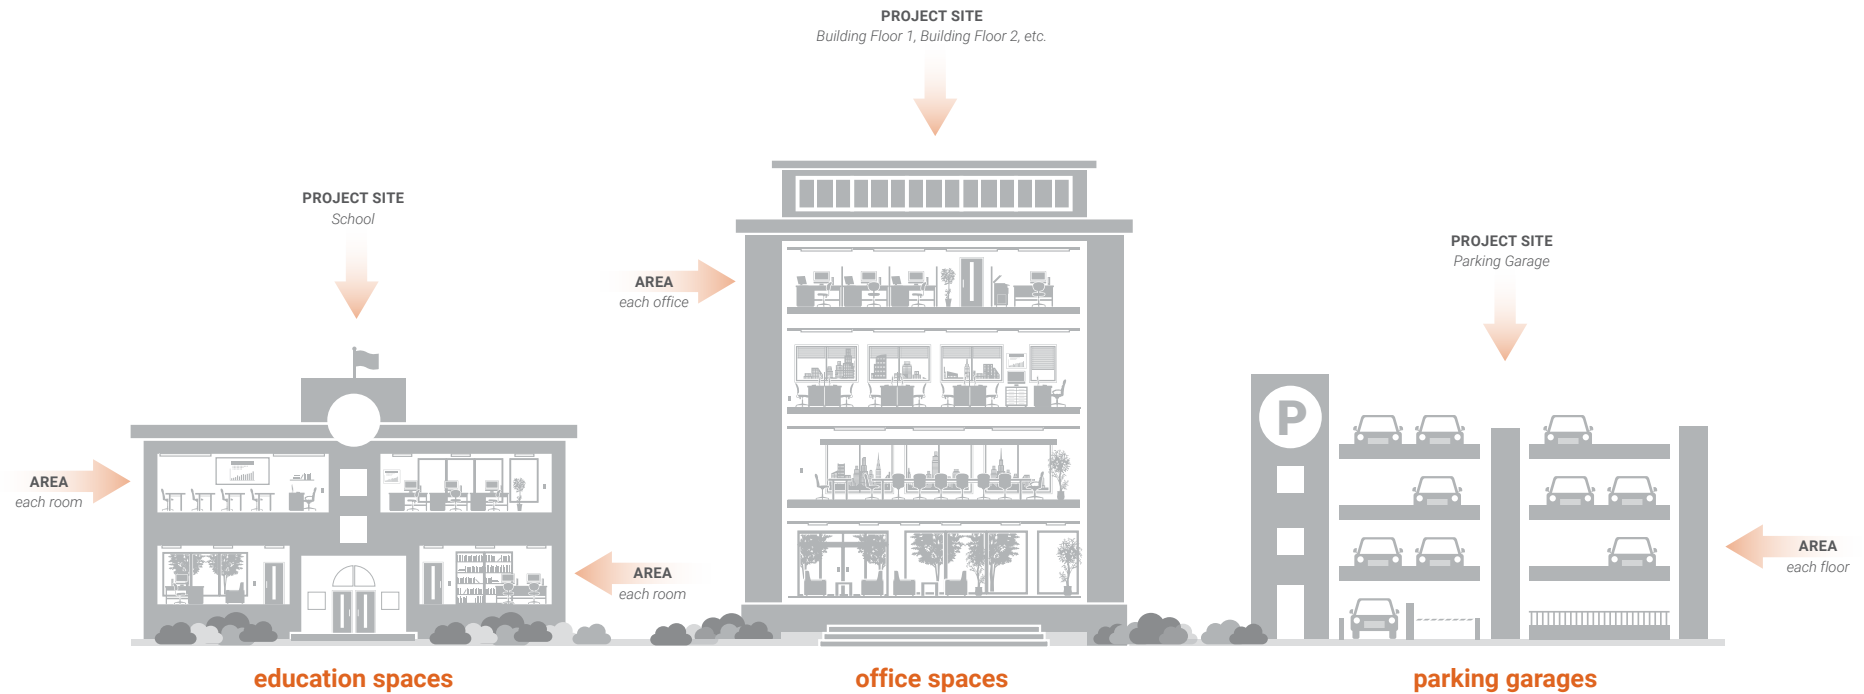 PROJECT SITE
Building Floor 1, Building Floor 2, etc.
PROJECT SITE
School
PROJECT SITE
Parking Garage
AREA
each office
AREA
each room
AREA
each room
AREA
each floor
P
education spaces
office spaces
parking garages